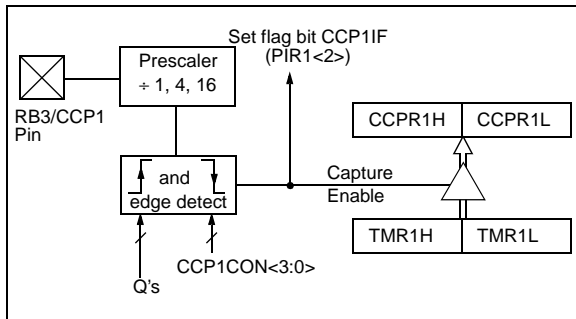 Set flag bit CCP1IF
(PIR1<2>)
Prescaler
÷ 1, 4, 16
RB3/CCP1
Pin
CCPR1H
CCPR1L
and
edge detect
Capture
Enable
TMR1H
TMR1L
CCP1CON<3:0>
Q's